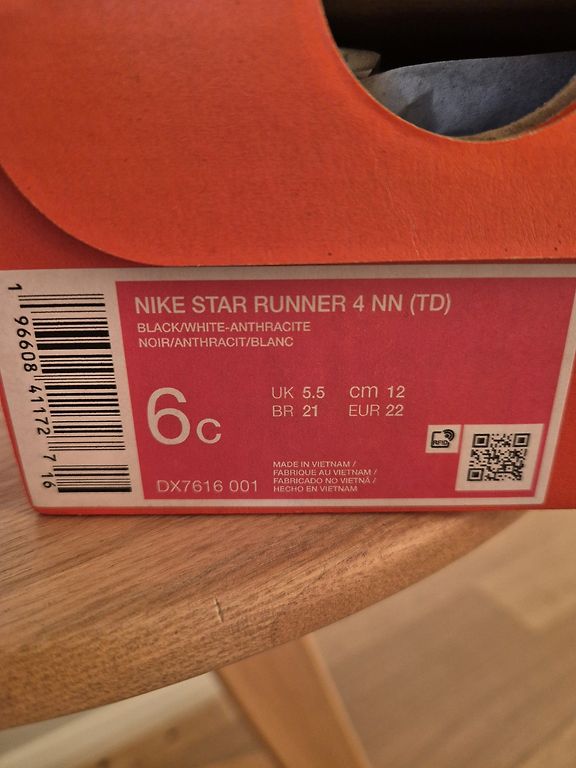 NIKE STAR RUNNER 4 NN (TD)
BLACK/WHITE-ANTHRACITE
NOIR/ANTHRACIT/BLANC
6C
UK 5.5 cm 12
BR 21 EUR 22
RFID
DX7616 001
MADE IN VIETNAM /
FABRIQUE AU VIETNAM /
FABRICADO NO VIETNÃ /
HECHO EN VIETNAM
1 96608 41172 7 16